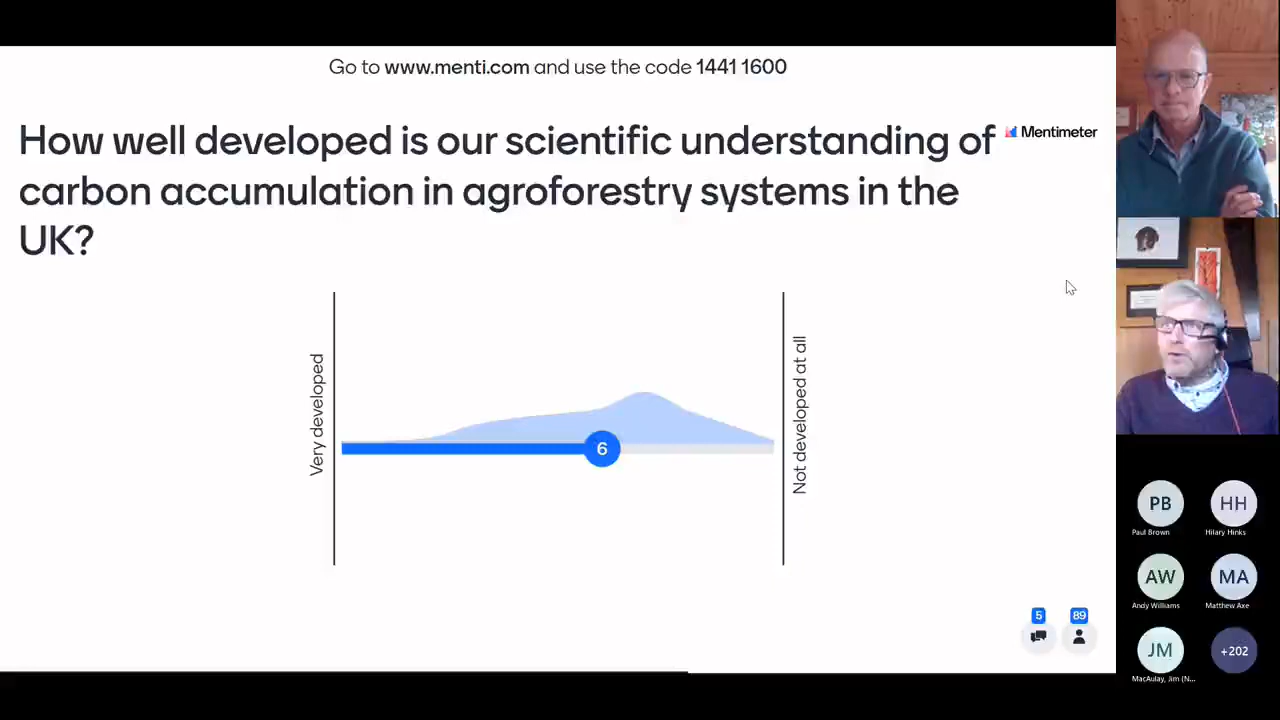 Go to www.menti.com and use the code 1441 1600
How well developed is our scientific understanding of
carbon accumulation in agroforestry systems in the
UK?
Mentimeter
Very developed
6
Not developed at all
5
89
PB
Paul Brown
HH
Hilary Hinks
AW
Andy Williams
MA
Matthew Axe
JM
MacAulay, Jim (N...
+202